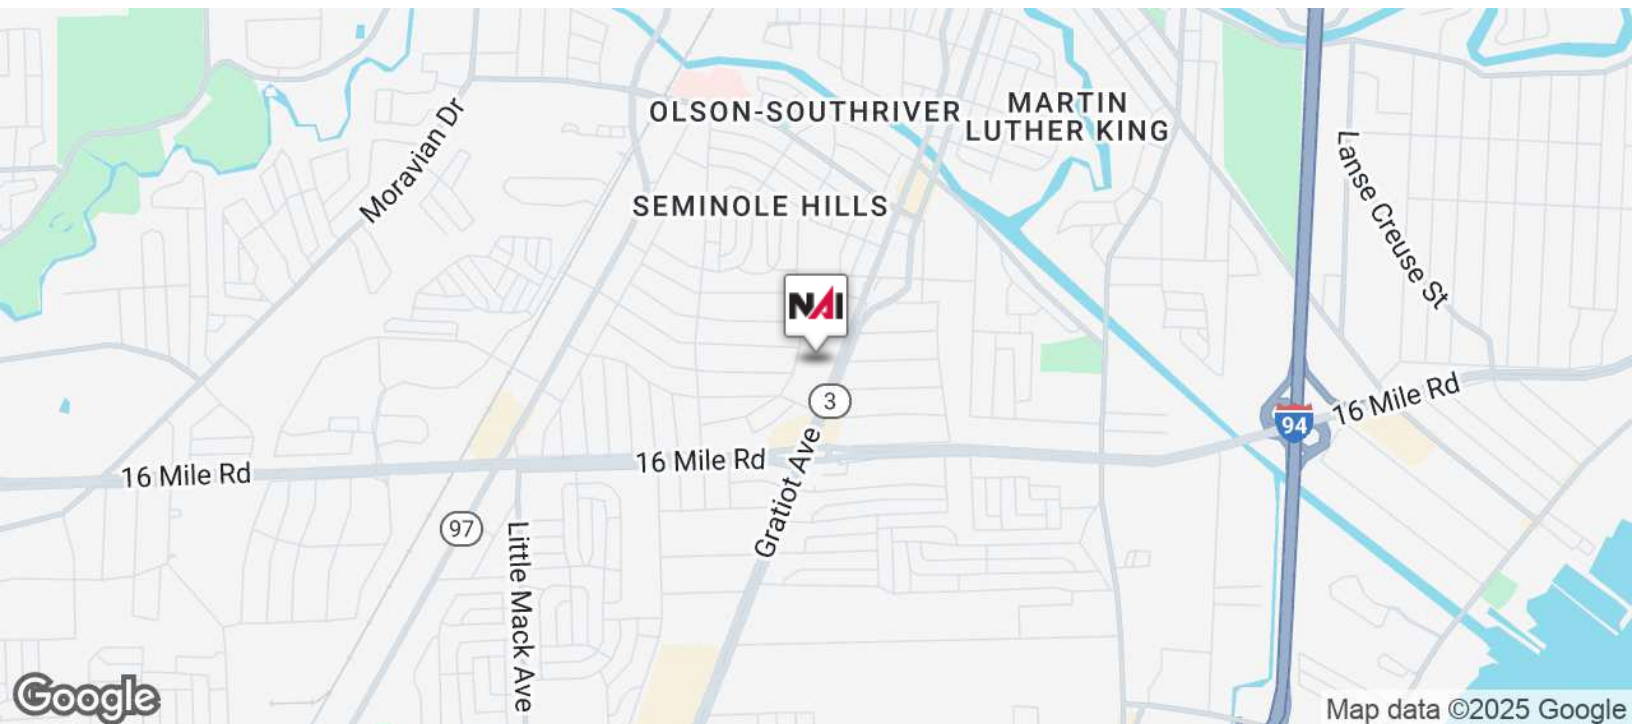 OLSON-SOUTHRIVER
MARTIN
LUTHER KING
Moravian Dr
Lanse Creuse St
SEMINOLE HILLS
NAI
3
16 Mile Rd
94
16 Mile Rd
16 Mile Rd
Gratiot Ave
97
Little Mack Ave
Google
Map data ©2025 Google